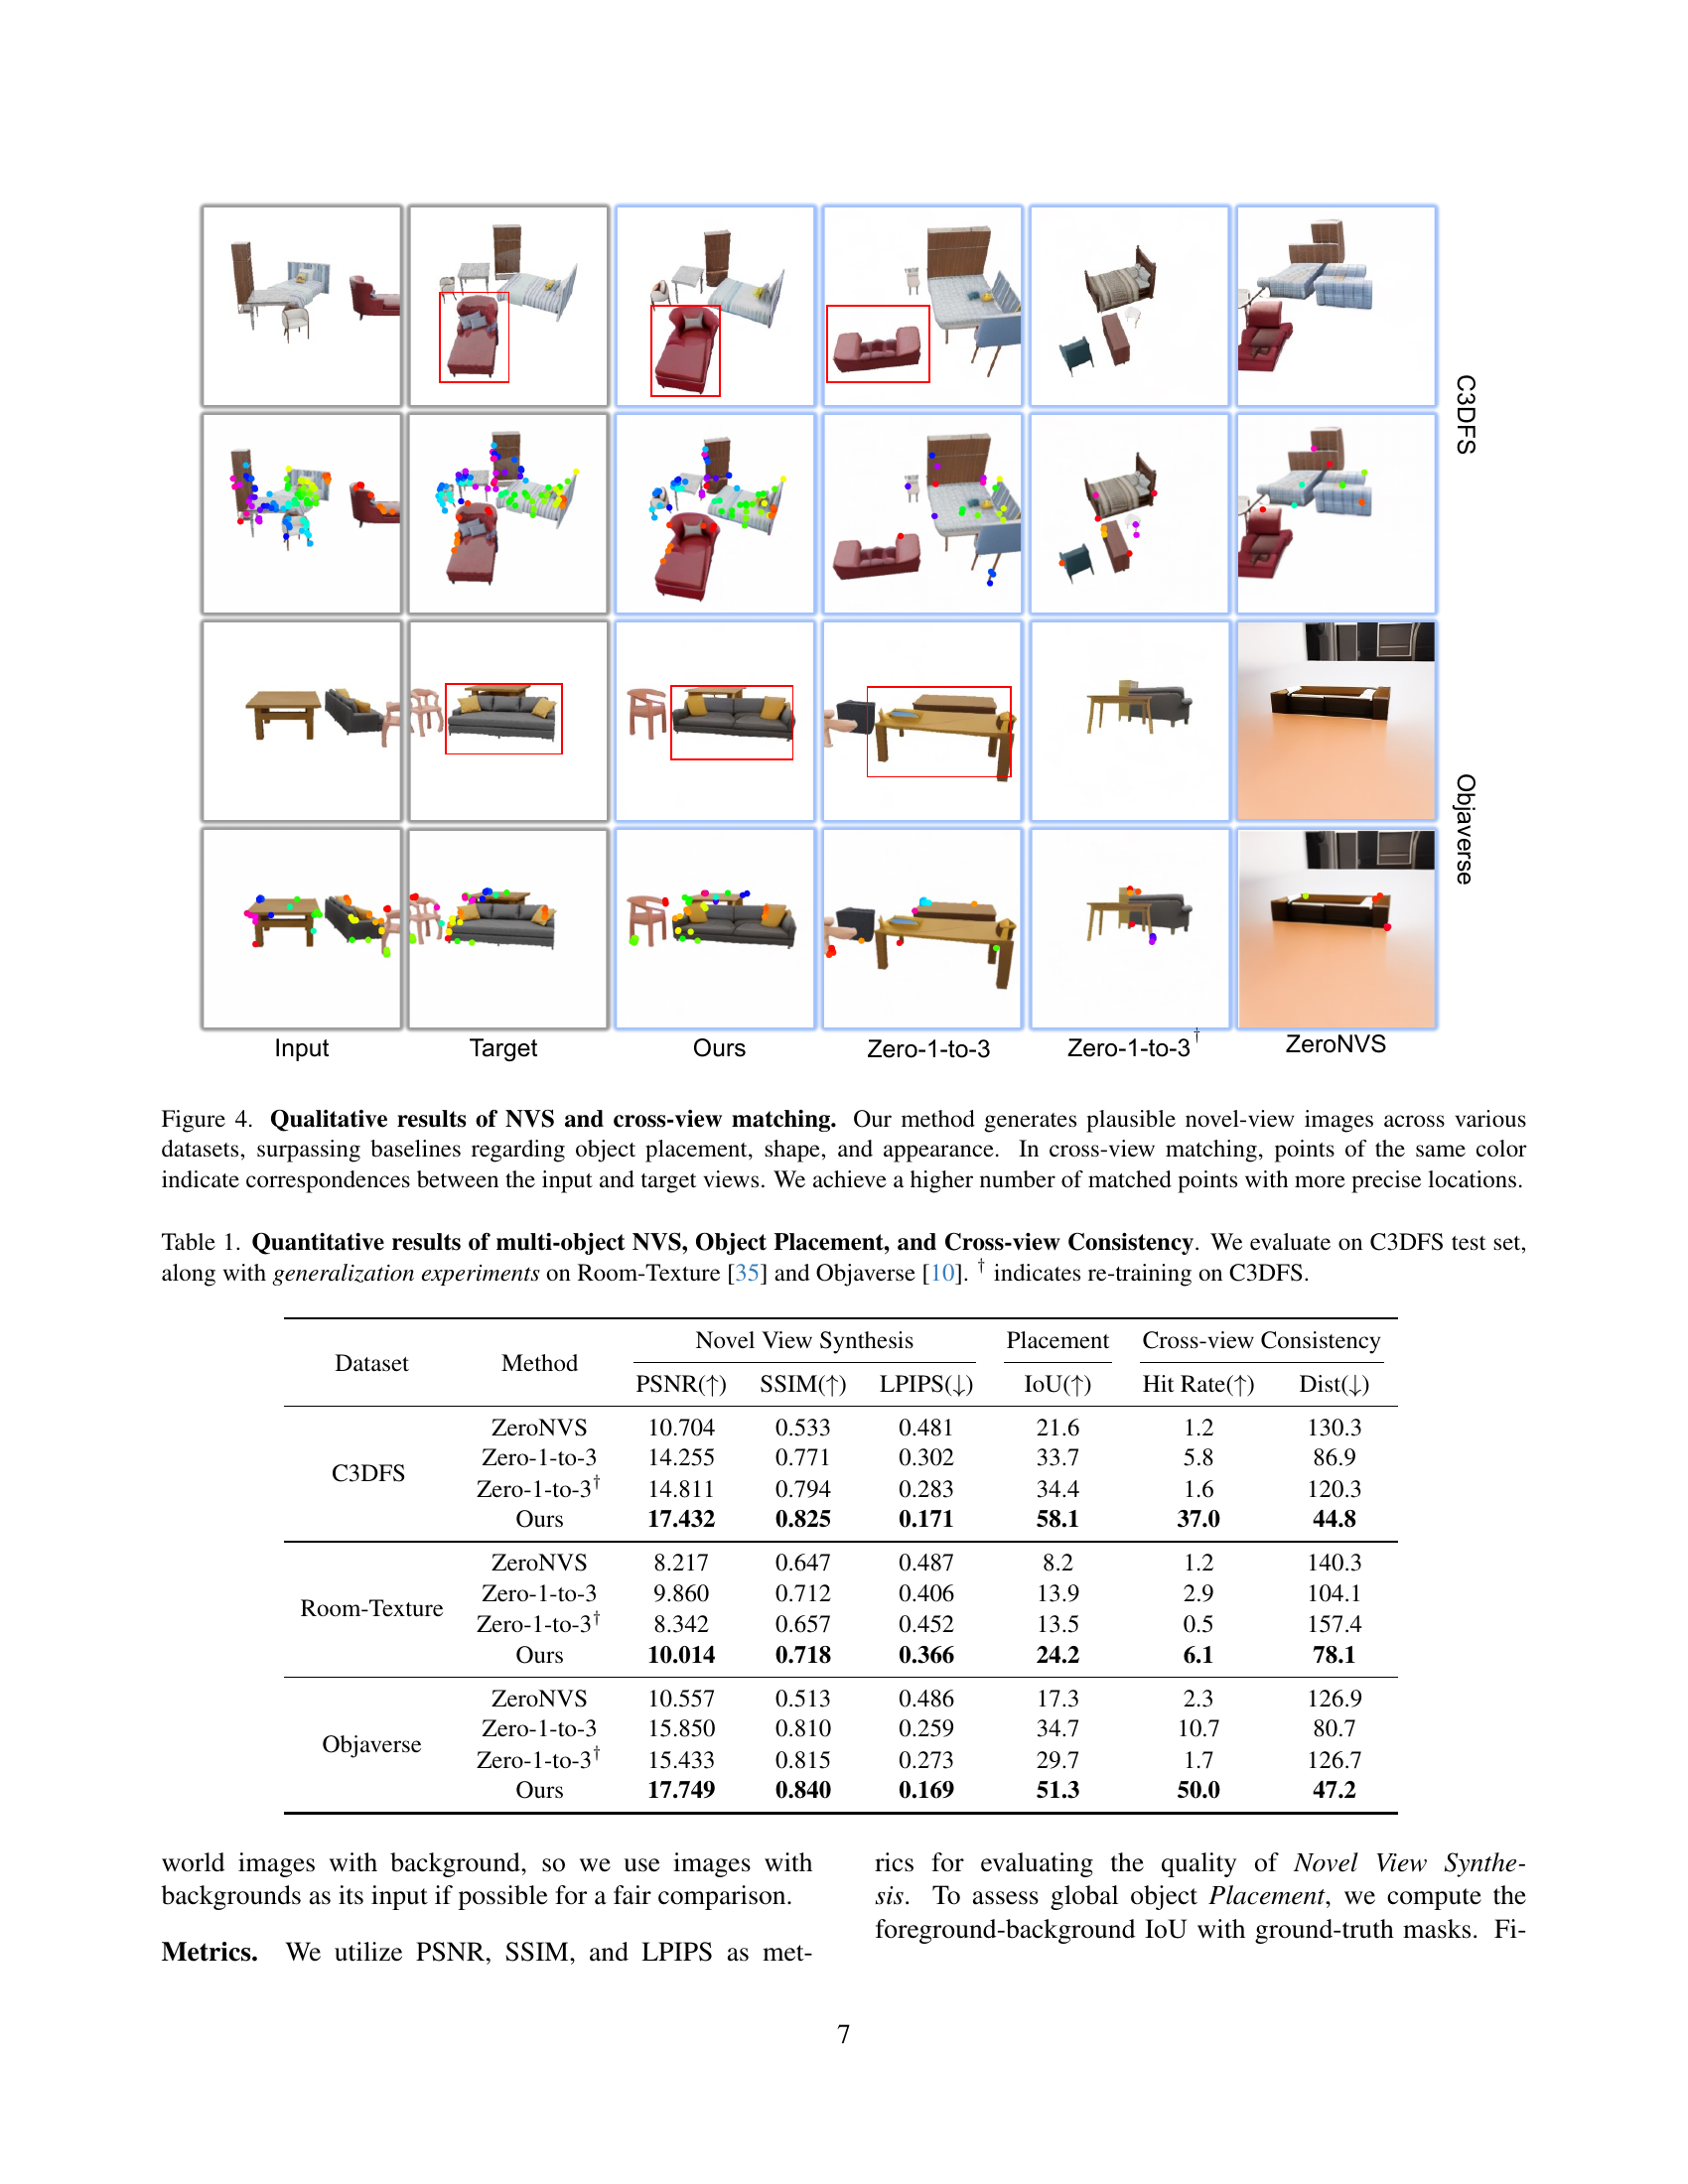 C3DFS
Objaverse
Input Target Ours Zero-1-to-3 Zero-1-to-3† ZeroNVS
Figure 4. Qualitative results of NVS and cross-view matching. Our method generates plausible novel-view images across various
datasets, surpassing baselines regarding object placement, shape, and appearance. In cross-view matching, points of the same color
indicate correspondences between the input and target views. We achieve a higher number of matched points with more precise locations.
Table 1. Quantitative results of multi-object NVS, Object Placement, and Cross-view Consistency. We evaluate on C3DFS test set,
along with generalization experiments on Room-Texture [35] and Objaverse [10]. † indicates re-training on C3DFS.
Dataset Method Novel View Synthesis Placement Cross-view Consistency
PSNR(↑) SSIM(↑) LPIPS(↓) IoU(↑) Hit Rate(↑) Dist(↓)
C3DFS
ZeroNVS 10.704 0.533 0.481 21.6 1.2 130.3
Zero-1-to-3 14.255 0.771 0.302 33.7 5.8 86.9
Zero-1-to-3† 14.811 0.794 0.283 34.4 1.6 120.3
Ours 17.432 0.825 0.171 58.1 37.0 44.8
Room-Texture
ZeroNVS 8.217 0.647 0.487 8.2 1.2 140.3
Zero-1-to-3 9.860 0.712 0.406 13.9 2.9 104.1
Zero-1-to-3† 8.342 0.657 0.452 13.5 0.5 157.4
Ours 10.014 0.718 0.366 24.2 6.1 78.1
Objaverse
ZeroNVS 10.557 0.513 0.486 17.3 2.3 126.9
Zero-1-to-3 15.850 0.810 0.259 34.7 10.7 80.7
Zero-1-to-3† 15.433 0.815 0.273 29.7 1.7 126.7
Ours 17.749 0.840 0.169 51.3 50.0 47.2
world images with background, so we use images with
backgrounds as its input if possible for a fair comparison.
Metrics. We utilize PSNR, SSIM, and LPIPS as met-
rics for evaluating the quality of Novel View Synthe-
sis. To assess global object Placement, we compute the
foreground-background IoU with ground-truth masks. Fi-
7